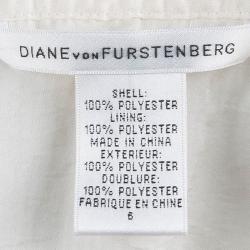 DIANE VON FURSTENBERG
SHELL:
100% POLYESTER
LINING:
100% POLYESTER
MADE IN CHINA
EXTERIEUR:
100% POLYESTER
DOUBLURE:
100% POLYESTER
FABRIQUE EN CHINE
6